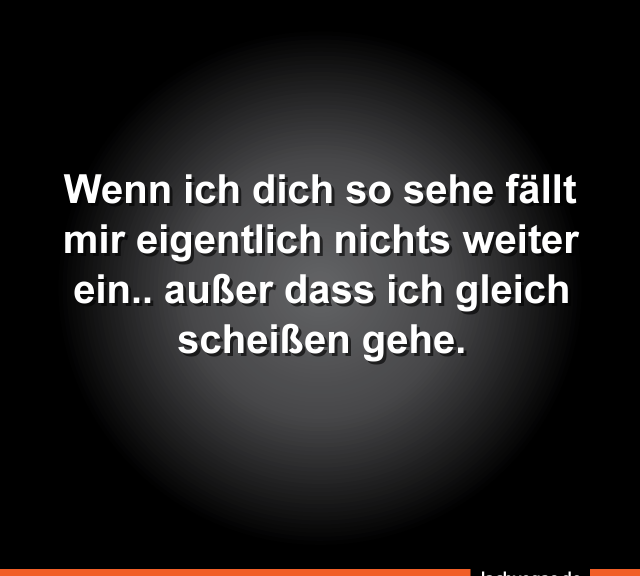 Wenn ich dich so sehe fällt
mir eigentlich nichts weiter
ein.. außer dass ich gleich
scheißen gehe.